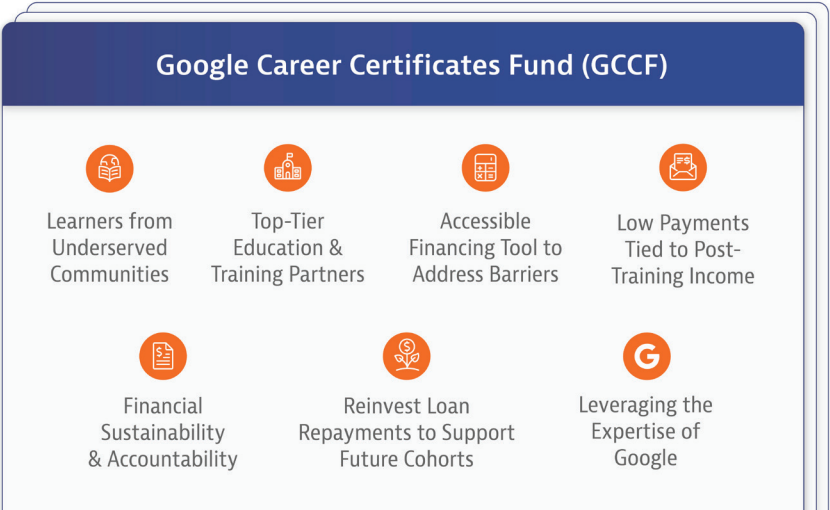 Google Career Certificates Fund (GCCF)
Learners from
Underserved
Communities
Top-Tier
Education &
Training Partners
Accessible
Financing Tool to
Address Barriers
Low Payments
Tied to Post-
Training Income
Financial
Sustainability
& Accountability
Reinvest Loan
Repayments to Support
Future Cohorts
G
Leveraging the
Expertise of
Google